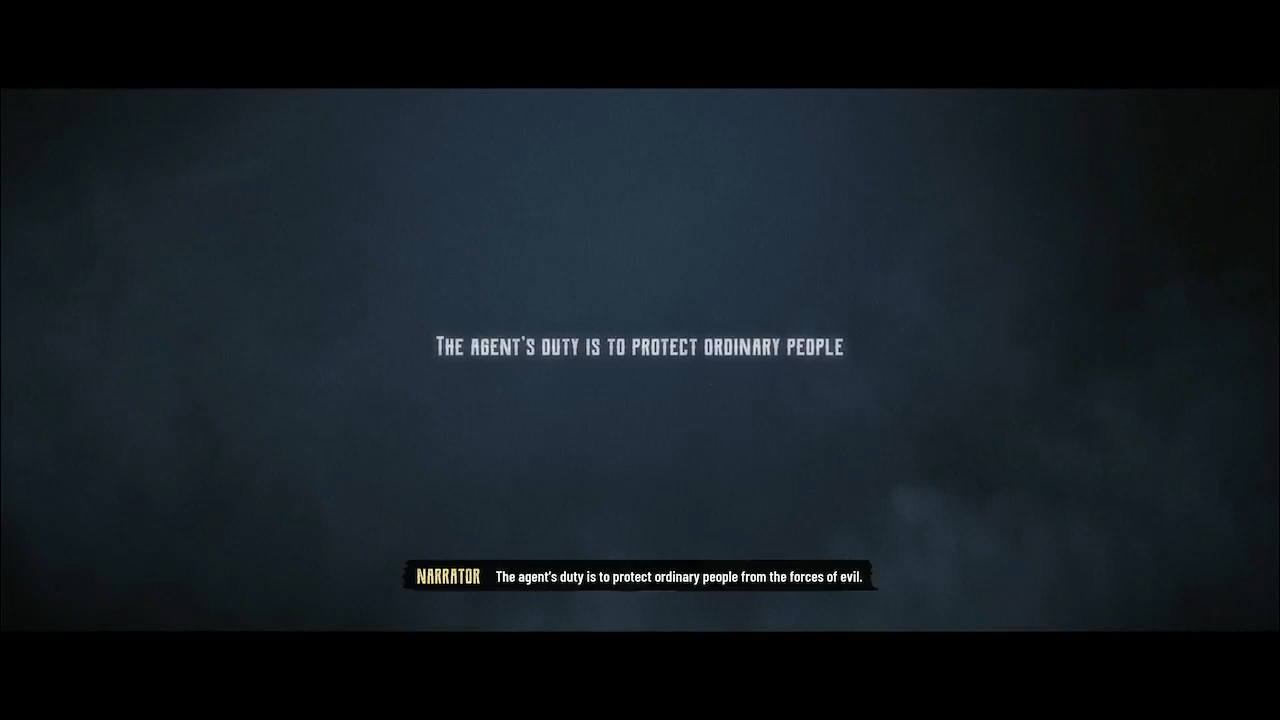 THE AGENT'S DUTY IS TO PROTECT ORDINARY PEOPLE
NARRATOR The agent's duty is to protect ordinary people from the forces of evil.